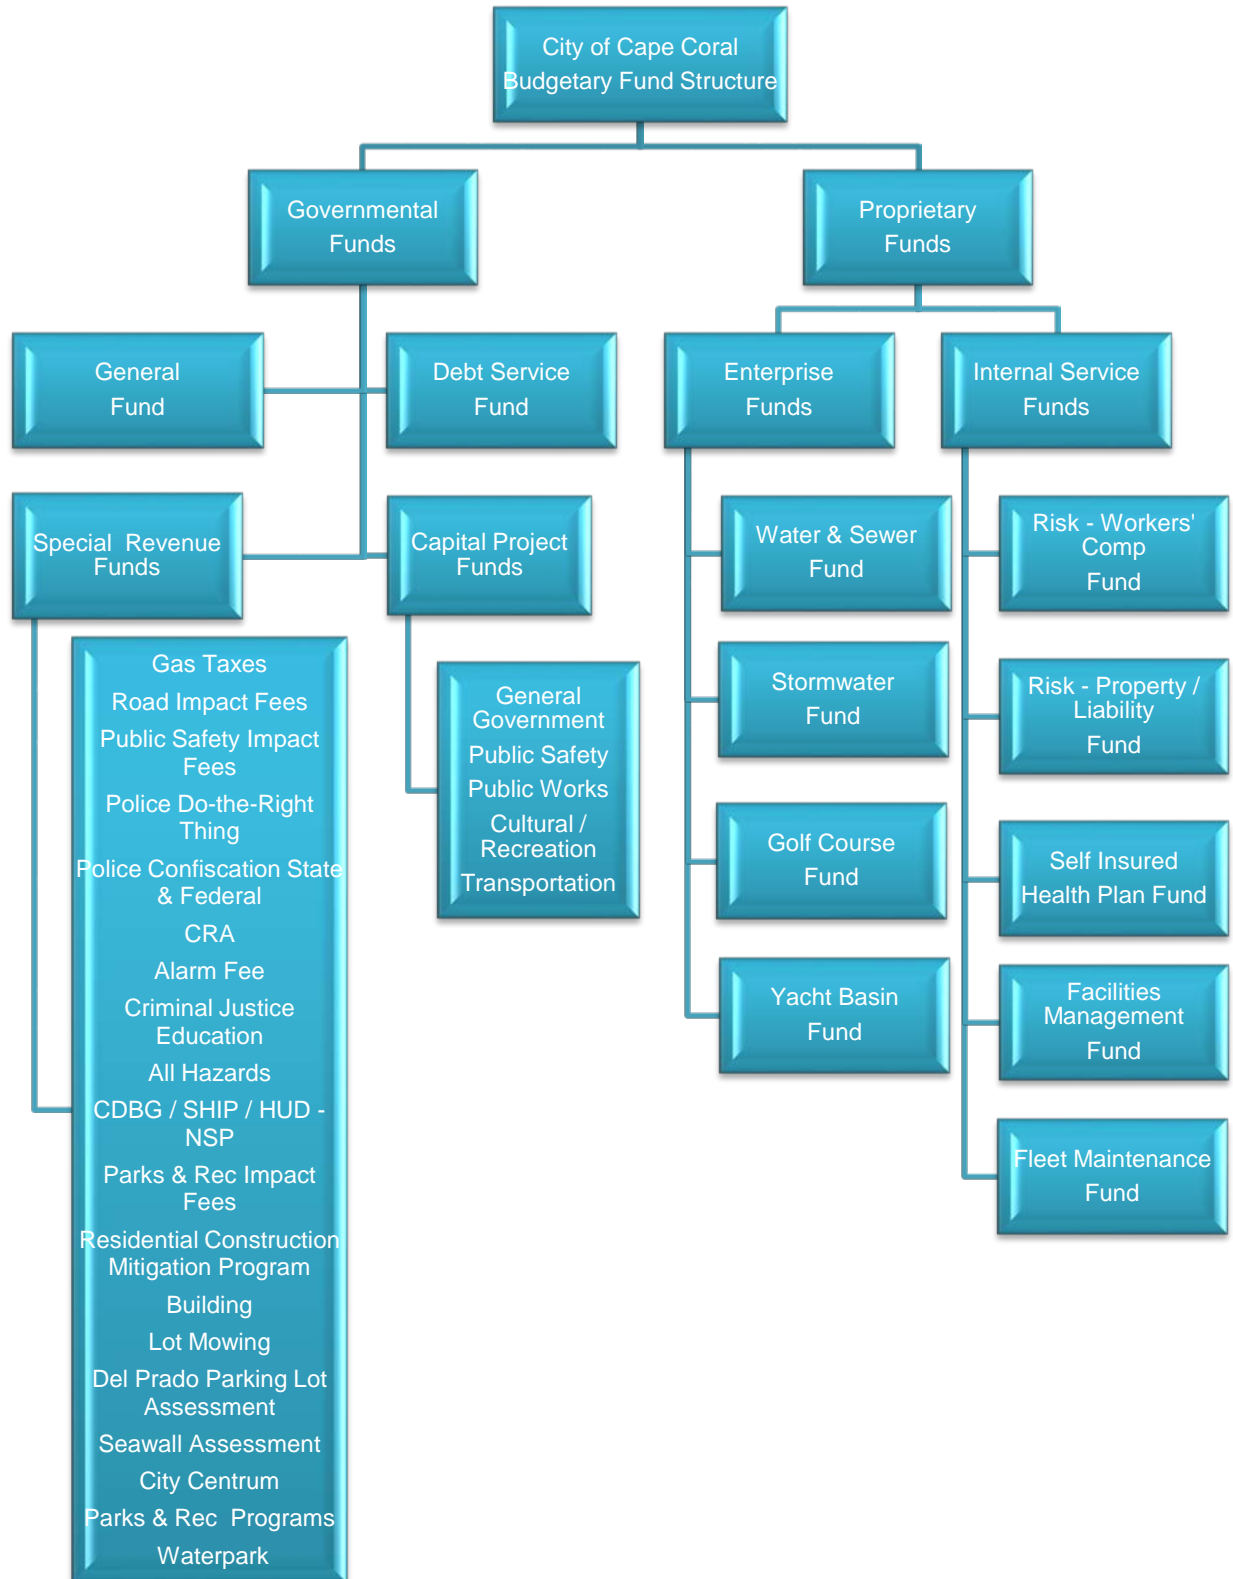 City of Cape Coral
Budgetary Fund Structure
Governmental
Funds
Proprietary
Funds
General
Fund
Debt Service
Fund
Enterprise
Funds
Internal Service
Funds
Special Revenue
Funds
Capital Project
Funds
Water & Sewer
Fund
Risk - Workers'
Comp
Fund
Gas Taxes
Road Impact Fees
Public Safety Impact
Fees
Police Do-the-Right
Thing
Police Confiscation State
& Federal
CRA
Alarm Fee
Criminal Justice
Education
All Hazards
CDBG / SHIP / HUD -
NSP
Parks & Rec Impact
Fees
Residential Construction
Mitigation Program
Building
Lot Mowing
Del Prado Parking Lot
Assessment
Seawall Assessment
City Centrum
Parks & Rec Programs
Waterpark
General
Government
Public Safety
Public Works
Cultural /
Recreation
Transportation
Stormwater
Fund
Golf Course
Fund
Yacht Basin
Fund
Risk - Property /
Liability
Fund
Self Insured
Health Plan Fund
Facilities
Management
Fund
Fleet Maintenance
Fund